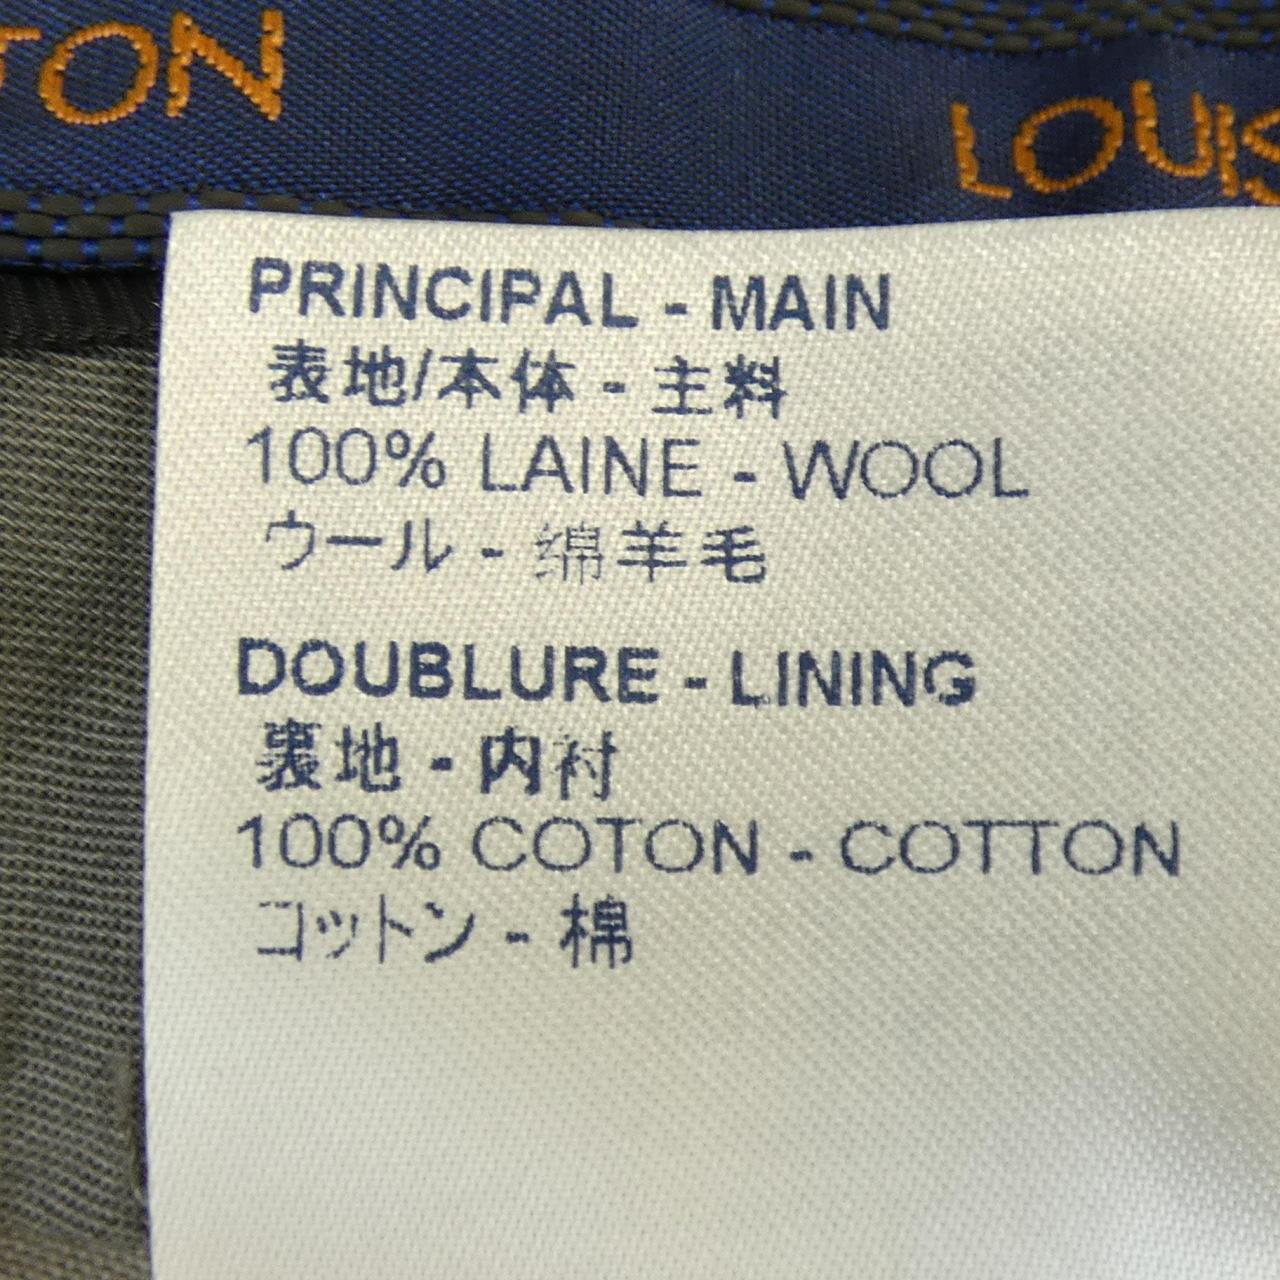 TON
LOUIS
PRINCIPAL - MAIN
表地/本体 - 主料
100% LAINE - WOOL
ウール - 绵羊毛
DOUBLURE - LINING
裏地 - 内衬
100% COTON - COTTON
コットン - 棉